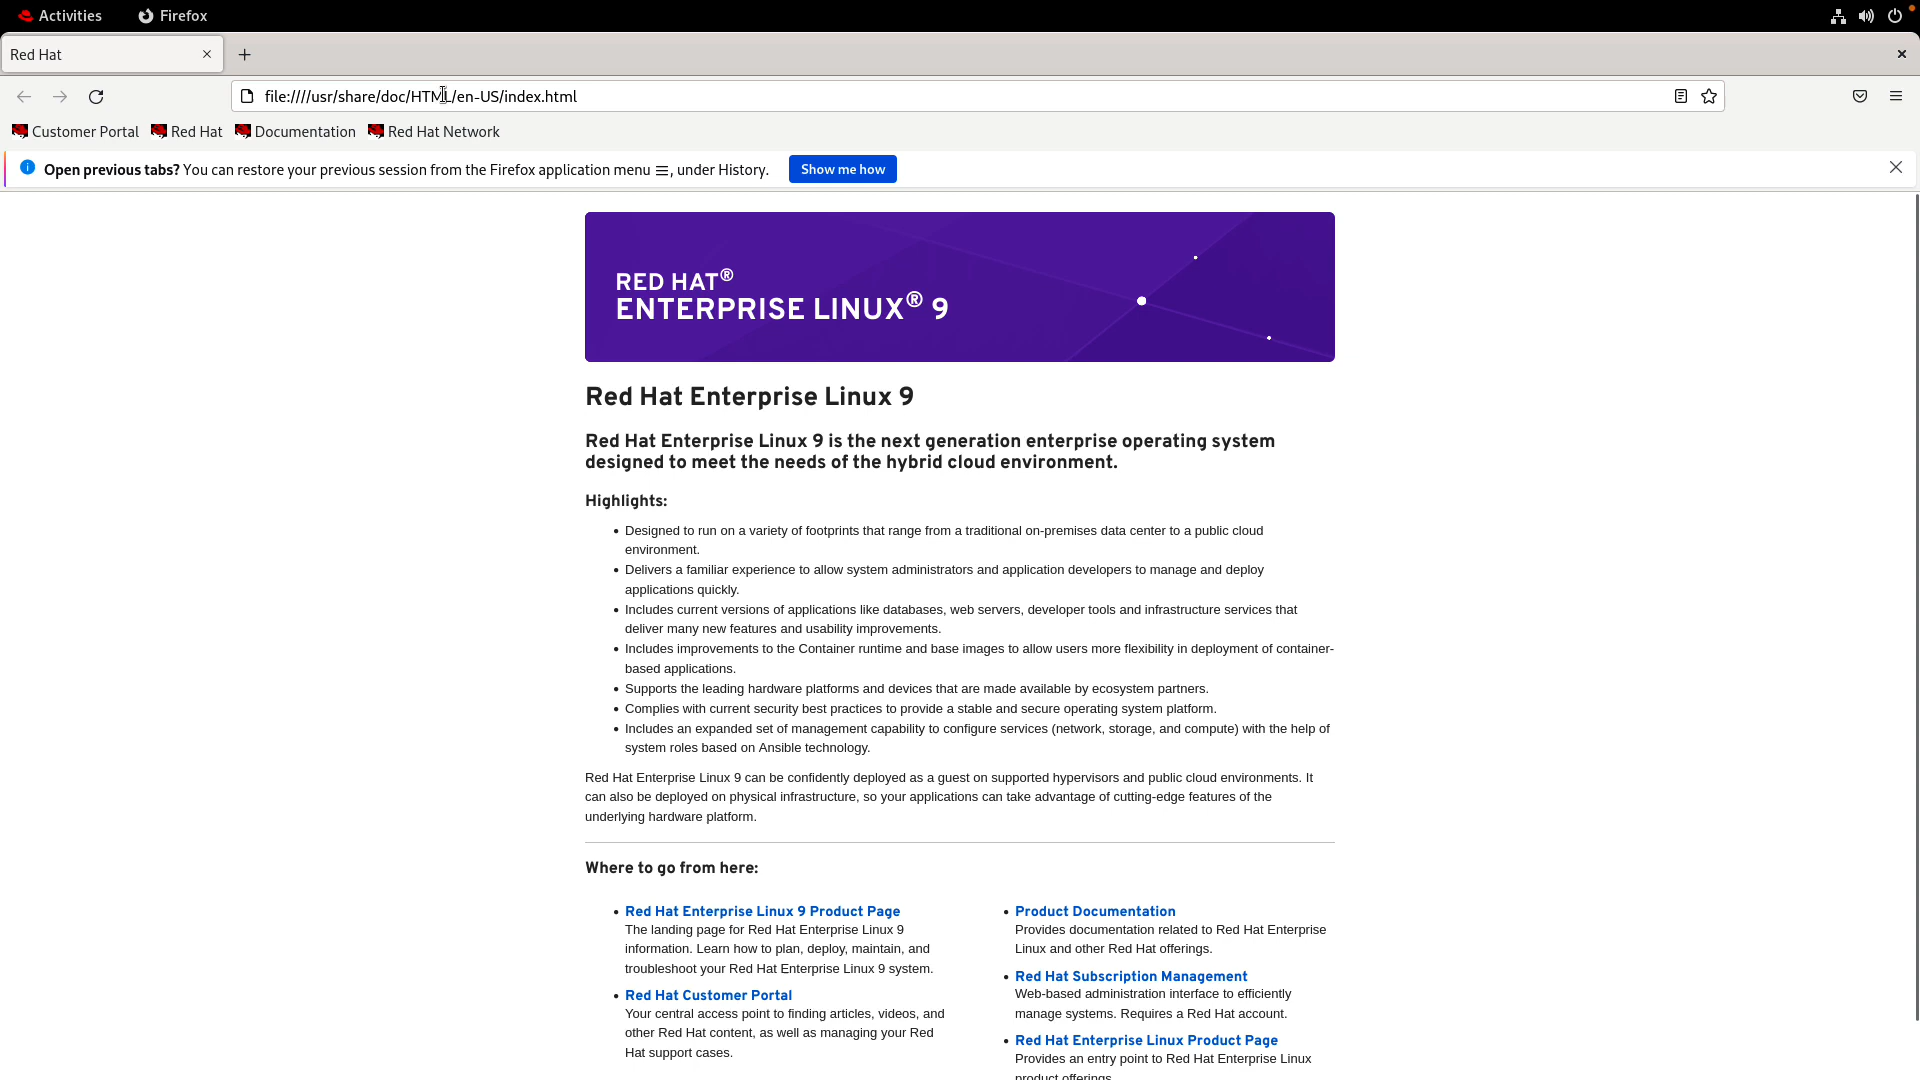 Activities
Firefox
Red Hat
file:////usr/share/doc/HTML/en-US/index.html
Customer Portal
Red Hat
Documentation
Red Hat Network
Open previous tabs? You can restore your previous session from the Firefox application menu ☰, under History.
Show me how
RED HAT®
ENTERPRISE LINUX® 9
Red Hat Enterprise Linux 9
Red Hat Enterprise Linux 9 is the next generation enterprise operating system
designed to meet the needs of the hybrid cloud environment.
Highlights:
• Designed to run on a variety of footprints that range from a traditional on-premises data center to a public cloud
environment.
• Delivers a familiar experience to allow system administrators and application developers to manage and deploy
applications quickly.
• Includes current versions of applications like databases, web servers, developer tools and infrastructure services that
deliver many new features and usability improvements.
• Includes improvements to the Container runtime and base images to allow users more flexibility in deployment of container-
based applications.
• Supports the leading hardware platforms and devices that are made available by ecosystem partners.
• Complies with current security best practices to provide a stable and secure operating system platform.
• Includes an expanded set of management capability to configure services (network, storage, and compute) with the help of
system roles based on Ansible technology.
Red Hat Enterprise Linux 9 can be confidently deployed as a guest on supported hypervisors and public cloud environments. It
can also be deployed on physical infrastructure, so your applications can take advantage of cutting-edge features of the
underlying hardware platform.
Where to go from here:
• Red Hat Enterprise Linux 9 Product Page
The landing page for Red Hat Enterprise Linux 9
information. Learn how to plan, deploy, maintain, and
troubleshoot your Red Hat Enterprise Linux 9 system.
• Red Hat Customer Portal
Your central access point to finding articles, videos, and
other Red Hat content, as well as managing your Red
Hat support cases.
• Product Documentation
Provides documentation related to Red Hat Enterprise
Linux and other Red Hat offerings.
• Red Hat Subscription Management
Web-based administration interface to efficiently
manage systems. Requires a Red Hat account.
• Red Hat Enterprise Linux Product Page
Provides an entry point to Red Hat Enterprise Linux
product offerings.